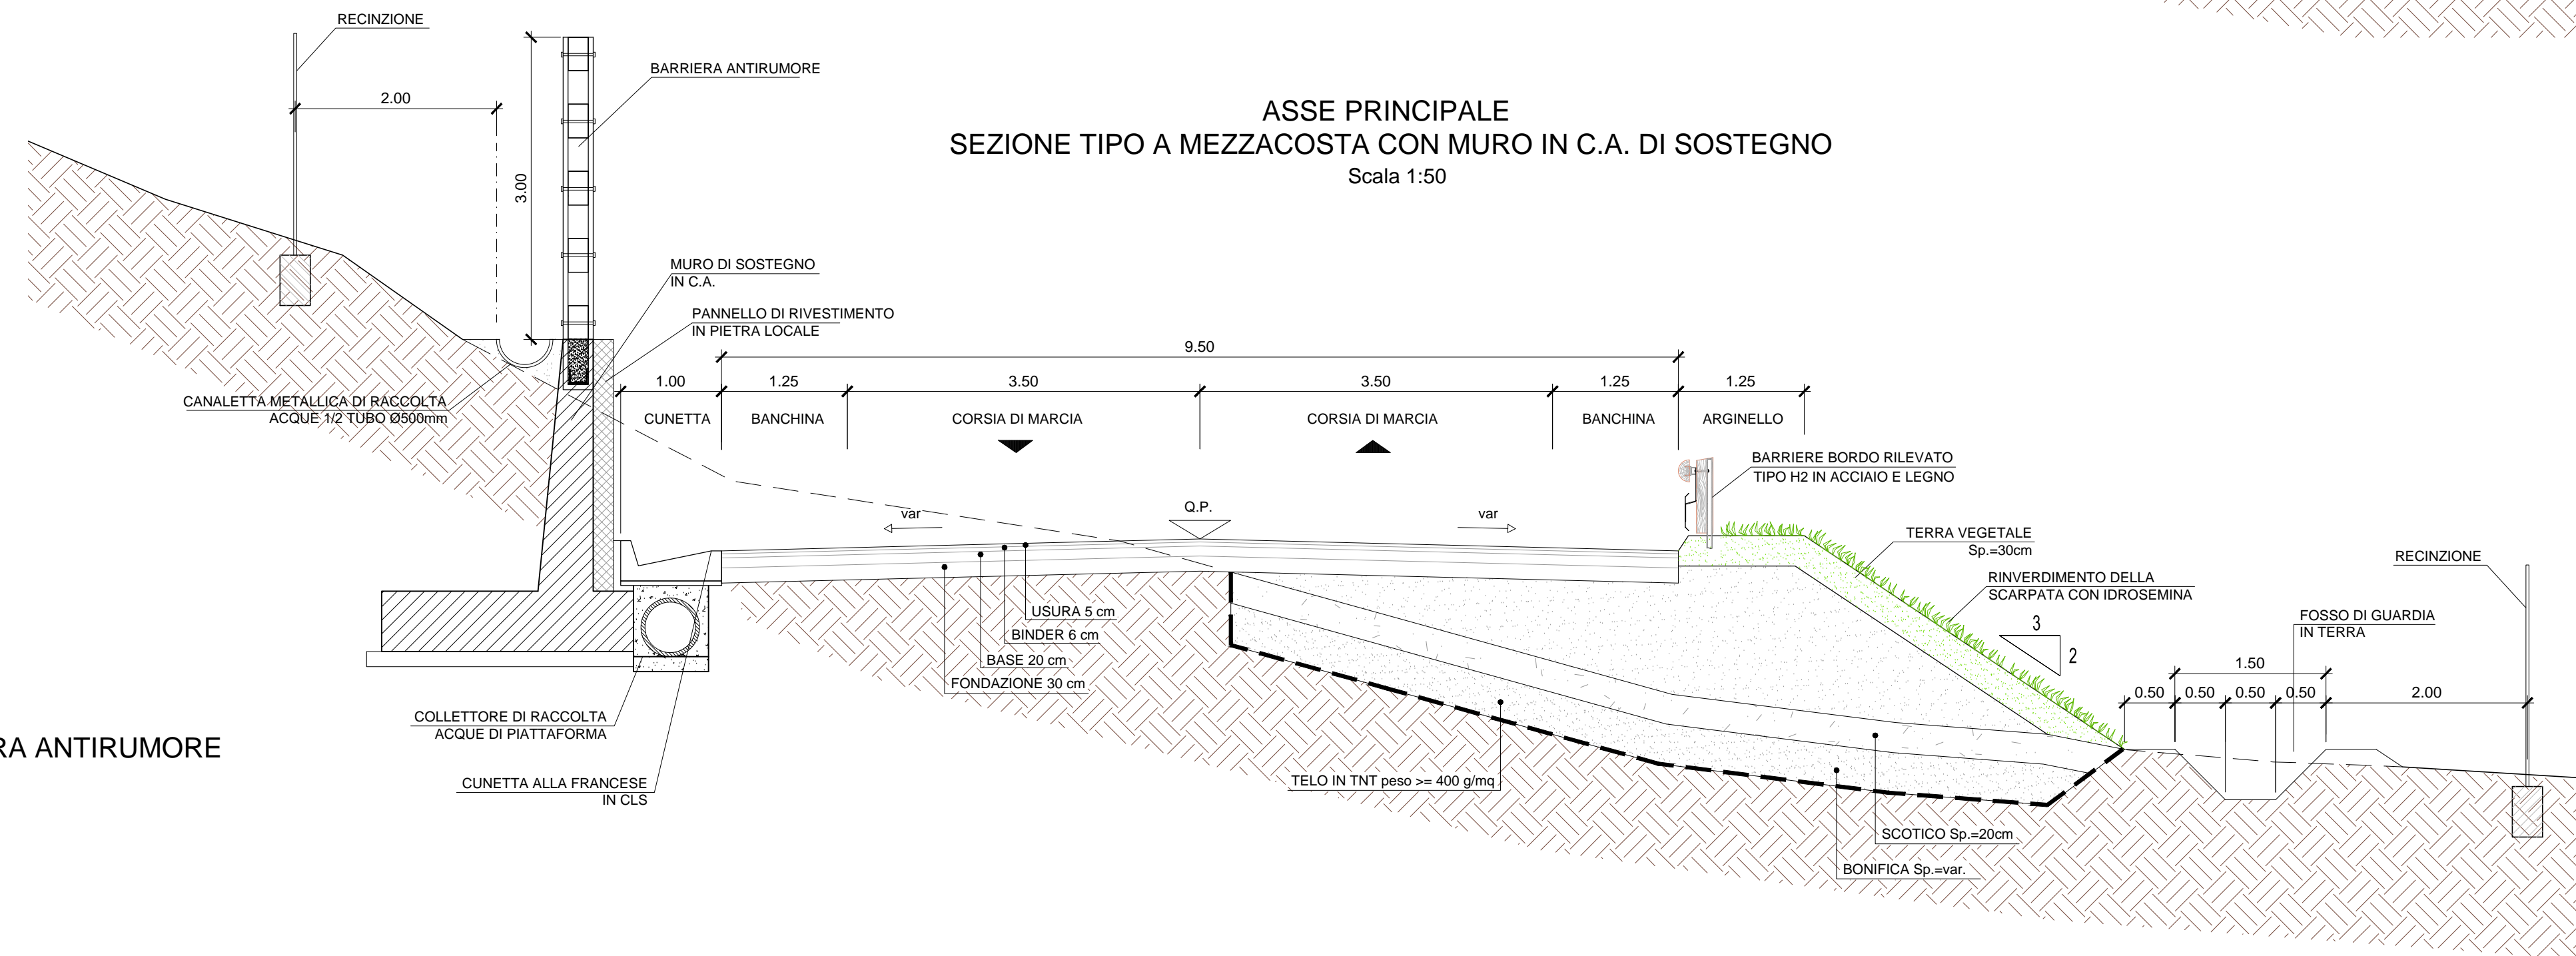 RECINZIONE
BARRIERA ANTIRUMORE
2.00
3.00
ASSE PRINCIPALE
SEZIONE TIPO A MEZZACOSTA CON MURO IN C.A. DI SOSTEGNO
Scala 1:50
MURO DI SOSTEGNO
IN C.A.
PANNELLO DI RIVESTIMENTO
IN PIETRA LOCALE
CANALETTA METALLICA DI RACCOLTA
ACQUE 1/2 TUBO Ø500mm
9.50
1.00 1.25 3.50 3.50 1.25 1.25
CUNETTA BANCHINA CORSIA DI MARCIA CORSIA DI MARCIA BANCHINA ARGINELLO
BARRIERE BORDO RILEVATO
TIPO H2 IN ACCIAIO E LEGNO
var Q.P. var
TERRA VEGETALE
Sp.=30cm
RINVERDIMENTO DELLA
SCARPATA CON IDROSEMINA
RECINZIONE
FOSSO DI GUARDIA
IN TERRA
3
2
1.50
0.50 0.50 0.50 0.50 2.00
USURA 5 cm
BINDER 6 cm
BASE 20 cm
FONDAZIONE 30 cm
COLLETTORE DI RACCOLTA
ACQUE DI PIATTAFORMA
CUNETTA ALLA FRANCESE
IN CLS
RA ANTIRUMORE
TELO IN TNT peso >= 400 g/mq
SCOTICO Sp.=20cm
BONIFICA Sp.=var.